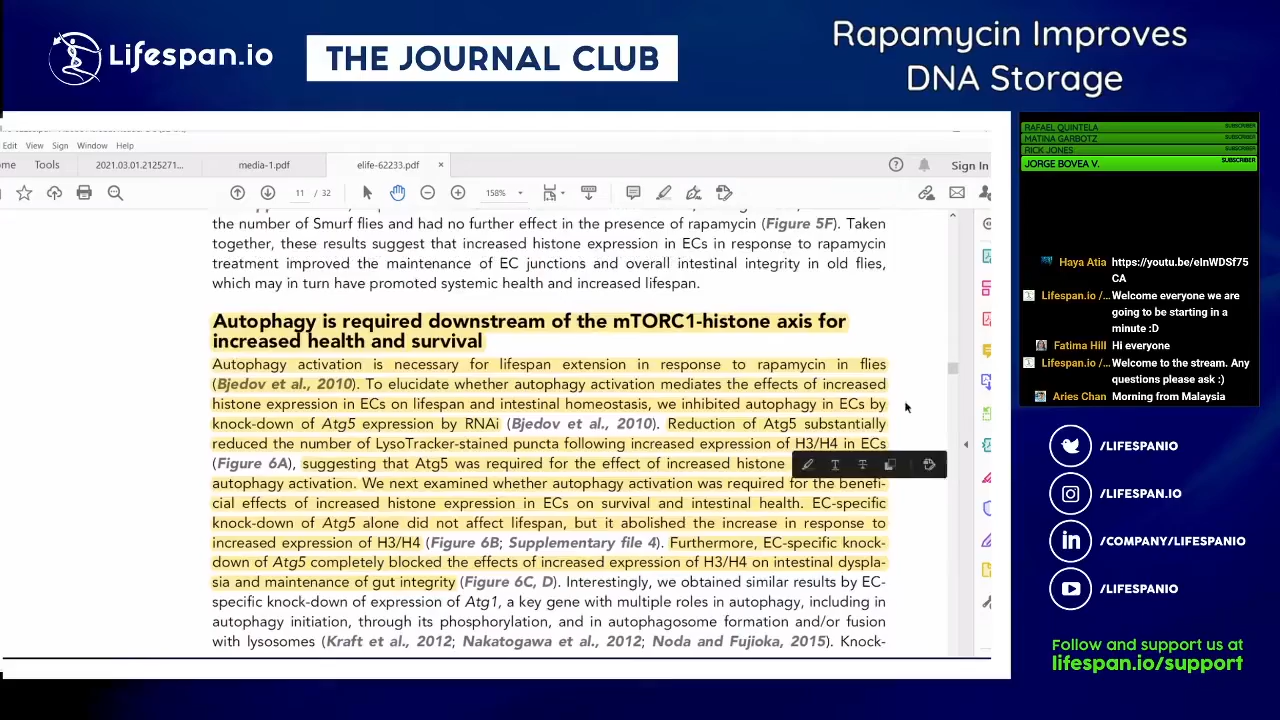 Lifespan.io
THE JOURNAL CLUB
Rapamycin Improves
DNA Storage
Edit View Sign Window Help
Tools 2021.03.01.2125271... media-1.pdf elife-62233.pdf × Sign In
11 / 32 158%
the number of Smurf flies and had no further effect in the presence of rapamycin (Figure 5F). Taken
together, these results suggest that increased histone expression in ECs in response to rapamycin
treatment improved the maintenance of EC junctions and overall intestinal integrity in old flies,
which may in turn have promoted systemic health and increased lifespan.
Autophagy is required downstream of the mTORC1-histone axis for
increased health and survival
Autophagy activation is necessary for lifespan extension in response to rapamycin in flies
(Bjedov et al., 2010). To elucidate whether autophagy activation mediates the effects of increased
histone expression in ECs on lifespan and intestinal homeostasis, we inhibited autophagy in ECs by
knock-down of Atg5 expression by RNAi (Bjedov et al., 2010). Reduction of Atg5 substantially
reduced the number of LysoTracker-stained puncta following increased expression of H3/H4 in ECs
(Figure 6A), suggesting that Atg5 was required for the effect of increased histone
autophagy activation. We next examined whether autophagy activation was required for the benefi-
cial effects of increased histone expression in ECs on survival and intestinal health. EC-specific
knock-down of Atg5 alone did not affect lifespan, but it abolished the increase in response to
increased expression of H3/H4 (Figure 6B; Supplementary file 4). Furthermore, EC-specific knock-
down of Atg5 completely blocked the effects of increased expression of H3/H4 on intestinal dyspla-
sia and maintenance of gut integrity (Figure 6C, D). Interestingly, we obtained similar results by EC-
specific knock-down of expression of Atg1, a key gene with multiple roles in autophagy, including in
autophagy initiation, through its phosphorylation, and in autophagosome formation and/or fusion
with lysosomes (Kraft et al., 2012; Nakatogawa et al., 2012; Noda and Fujioka, 2015). Knock-
RAFAEL QUINTELA SUBSCRIBER
MATINA GARBOTZ SUBSCRIBER
RICK JONES SUBSCRIBER
JORGE BOVEA V. SUBSCRIBER
Haya Atia https://youtu.be/eInWDSf75
CA
Lifespan.io /... Welcome everyone we are
going to be starting in a
minute :D
Fatima Hill Hi everyone
Lifespan.io /... Welcome to the stream. Any
questions please ask :)
Aries Chan Morning from Malaysia
/LIFESPANIO
/LIFESPAN.IO
/COMPANY/LIFESPANIO
/LIFESPANIO
Follow and support us at
lifespan.io/support